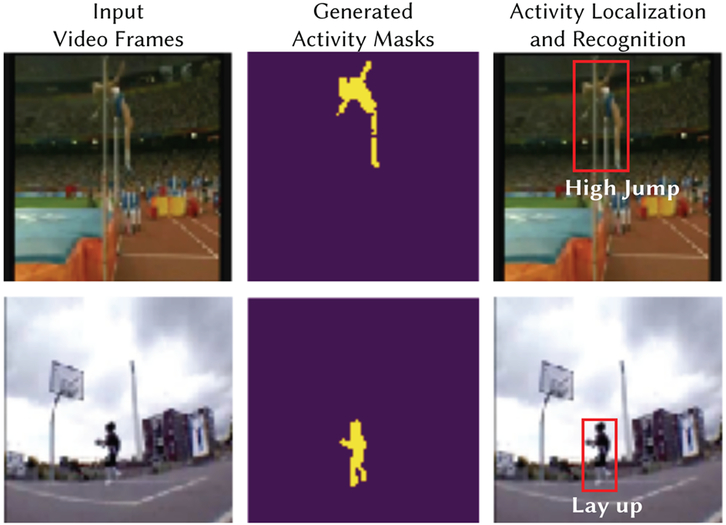 Input
Video Frames
Generated
Activity Masks
Activity Localization
and Recognition
High Jump
Lay up